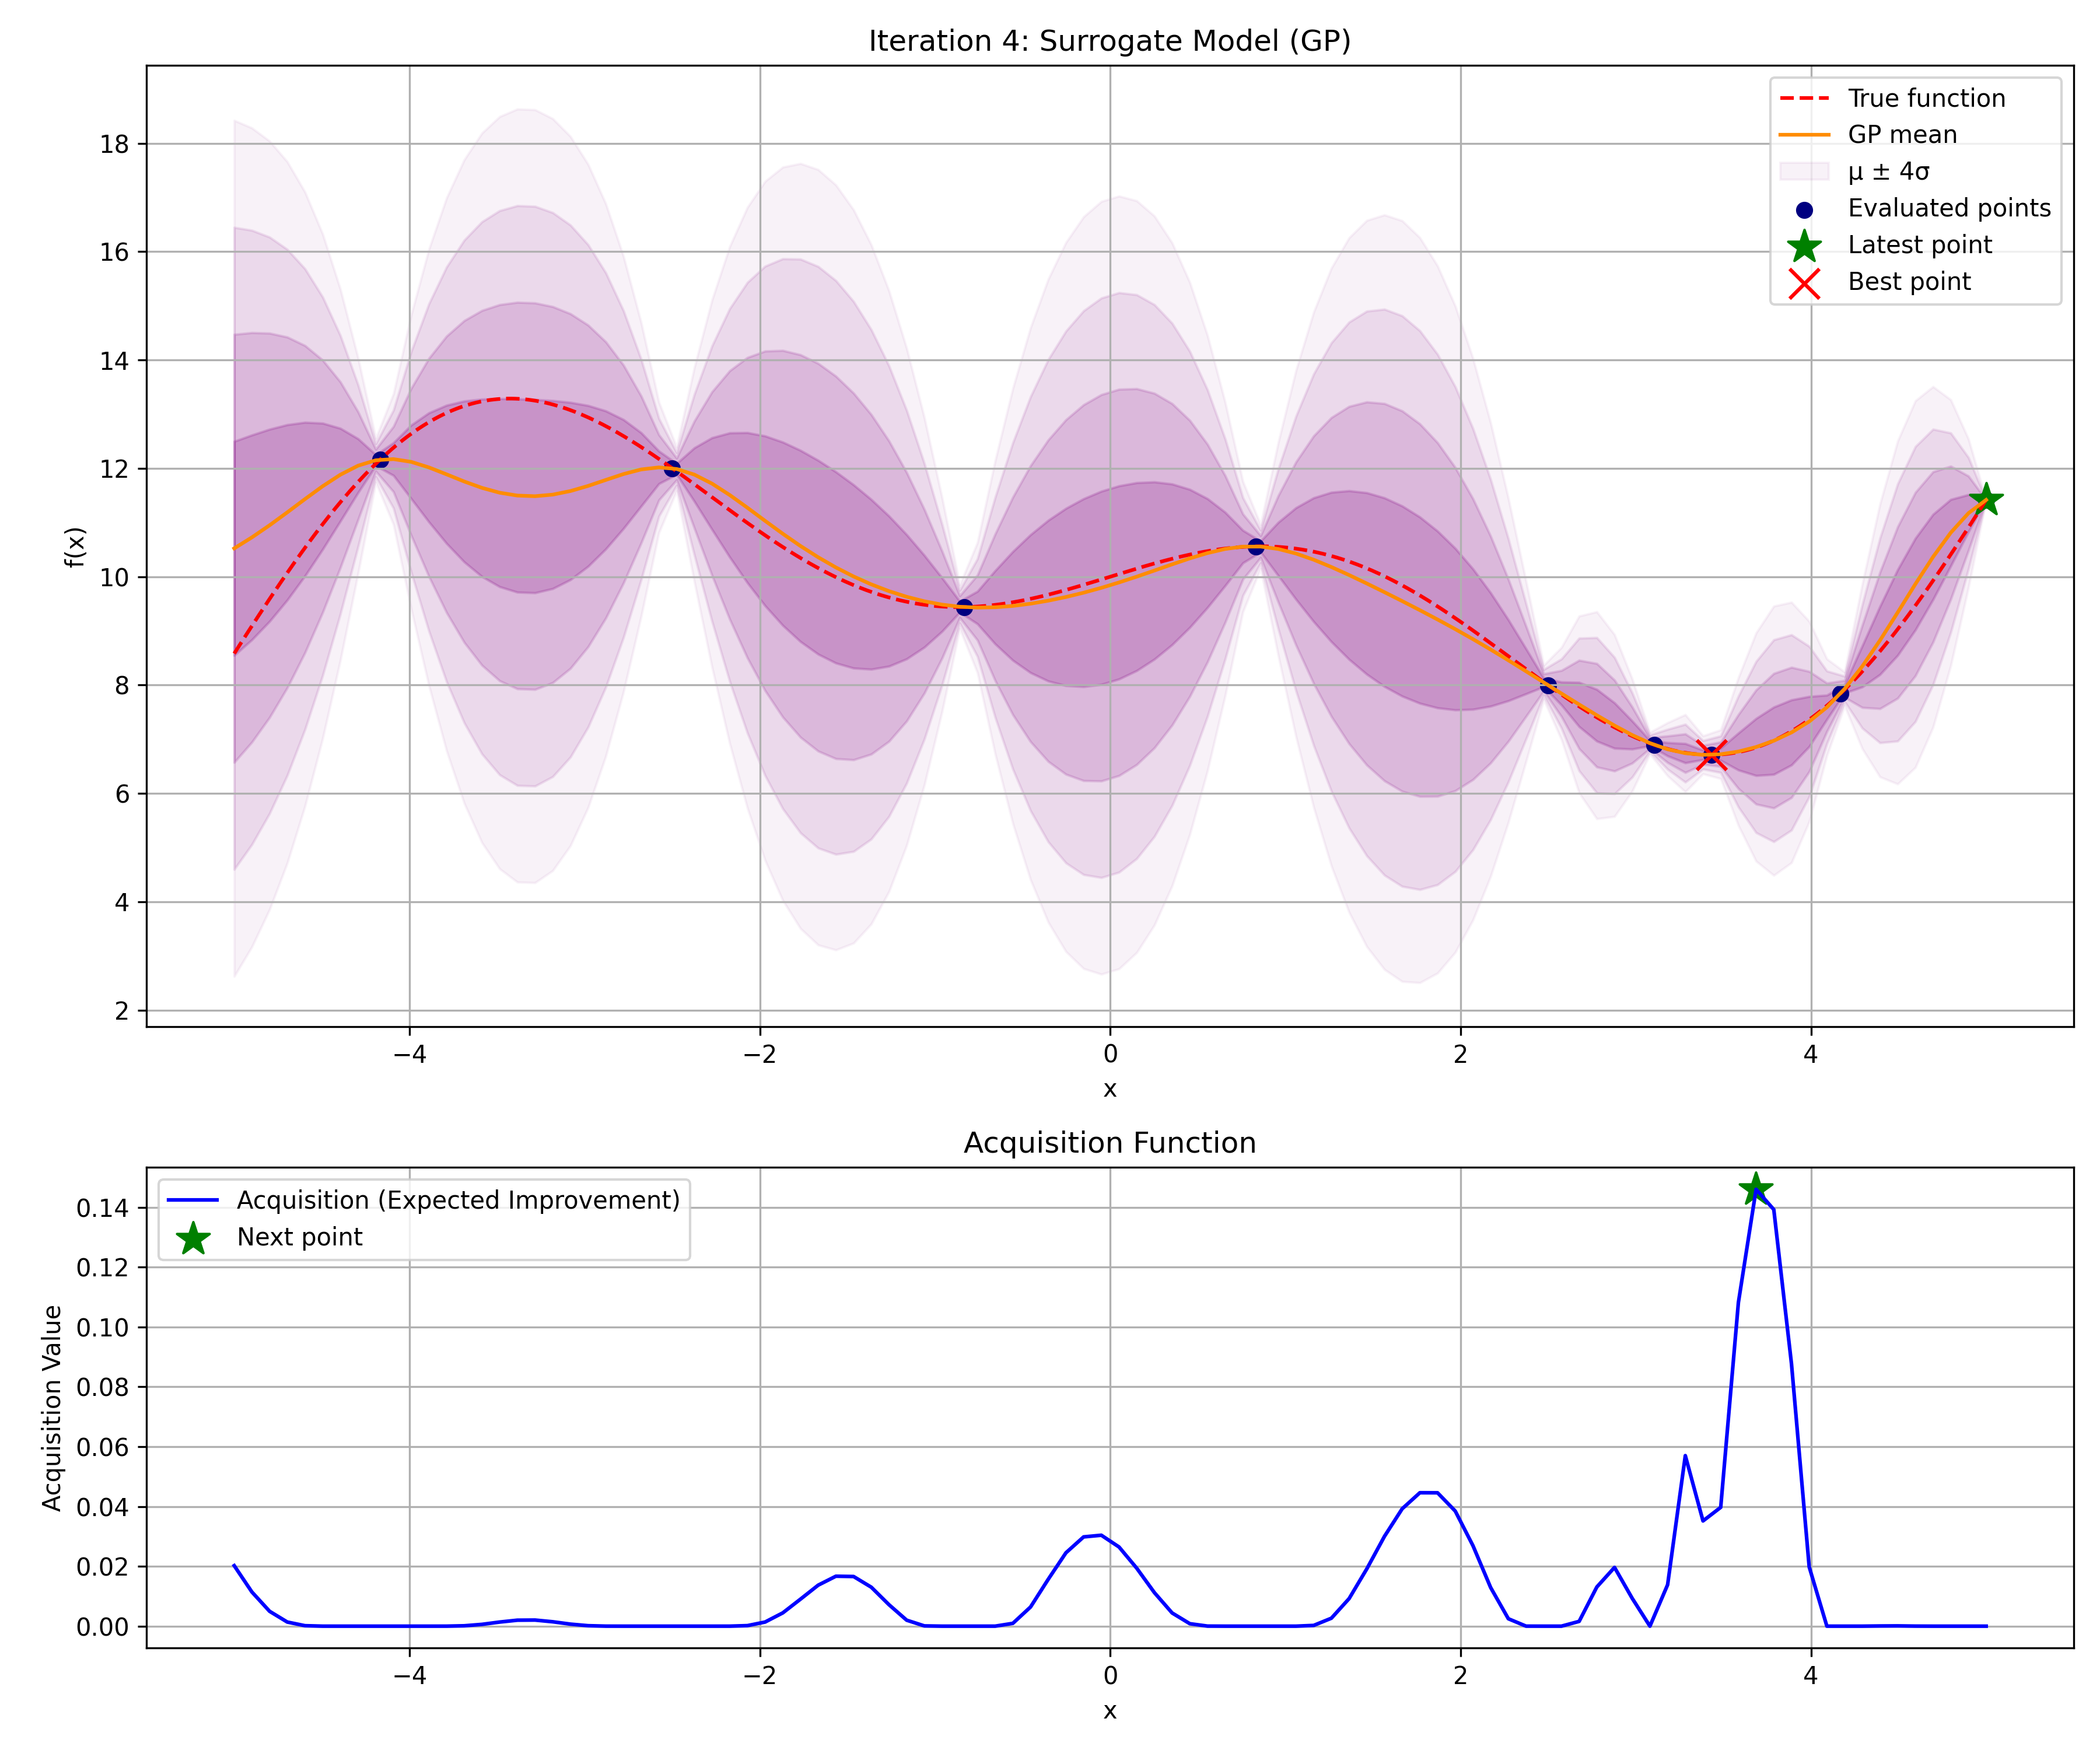 Iteration 4: Surrogate Model (GP)
True function
GP mean
μ ± 4σ
Evaluated points
Latest point
Best point
f(x)
18
16
14
12
10
8
6
4
2
−4
−2
0
2
4
x
Acquisition Function
Acquisition (Expected Improvement)
Next point
Acquisition Value
0.14
0.12
0.10
0.08
0.06
0.04
0.02
0.00
−4
−2
0
2
4
x